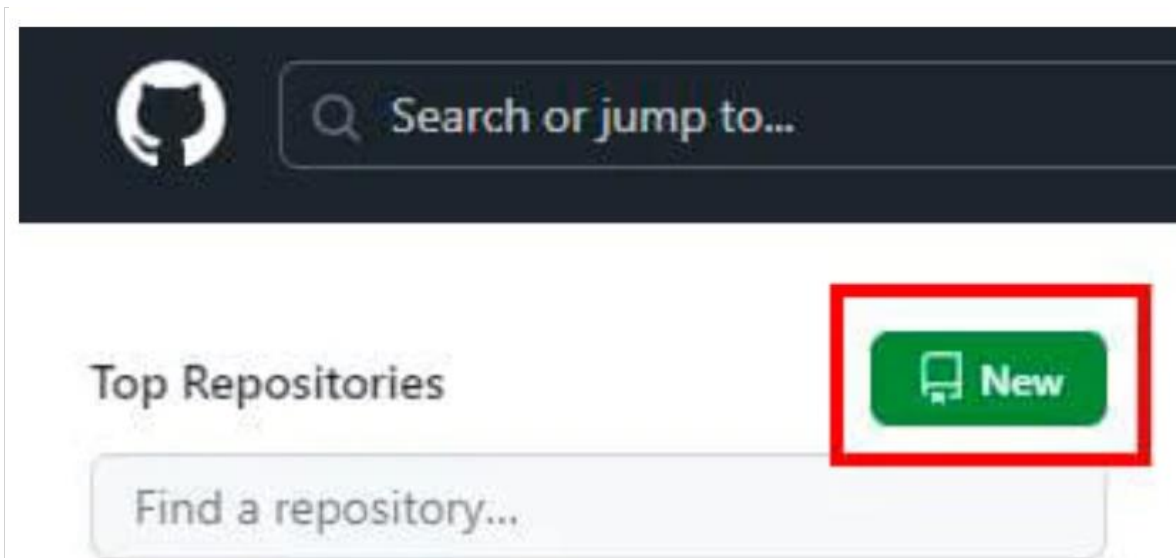 Search or jump to...
Top Repositories
New
Find a repository...